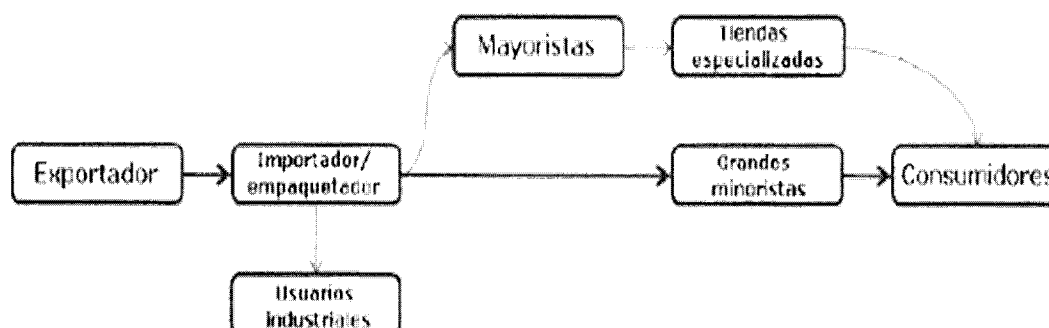 Mayoristas
Tiendas
especializadas
Exportador
Importador/
empaquetador
Grandes
minoristas
Consumidores
Usuarios
industriales